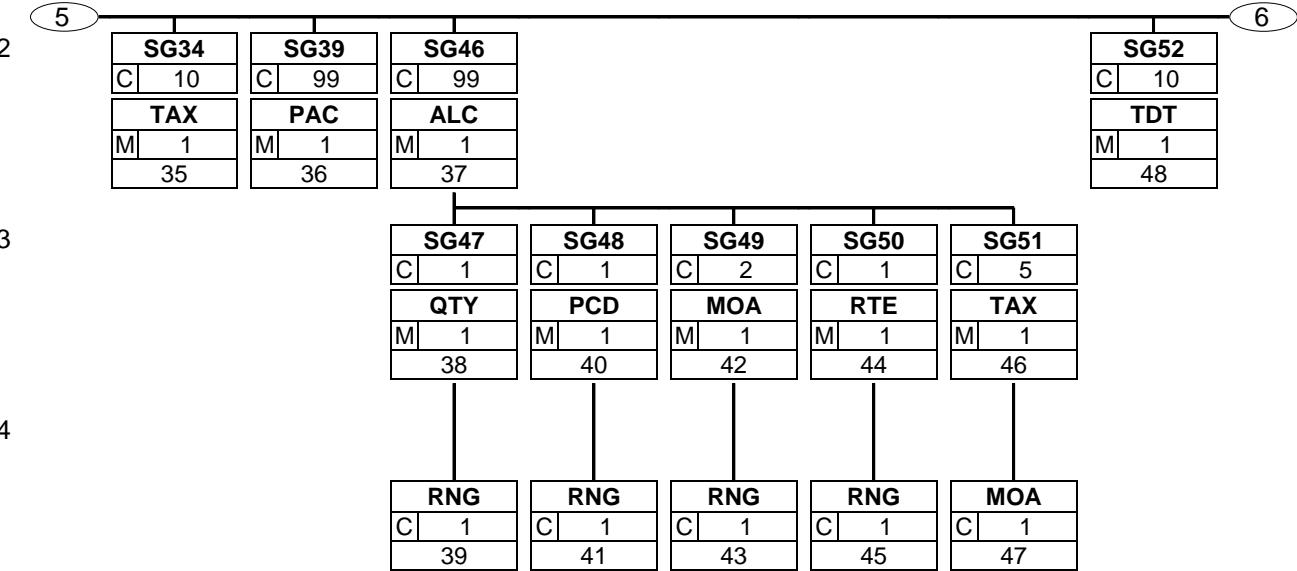 5 6
2 SG34 SG39 SG46 SG52
C 10 C 99 C 99 C 10
TAX PAC ALC TDT
M 1 M 1 M 1 M 1
35 36 37 48
3 SG47 SG48 SG49 SG50 SG51
C 1 C 1 C 2 C 1 C 5
QTY PCD MOA RTE TAX
M 1 M 1 M 1 M 1 M 1
38 40 42 44 46
4
RNG RNG RNG RNG MOA
C 1 C 1 C 1 C 1 C 1
39 41 43 45 47